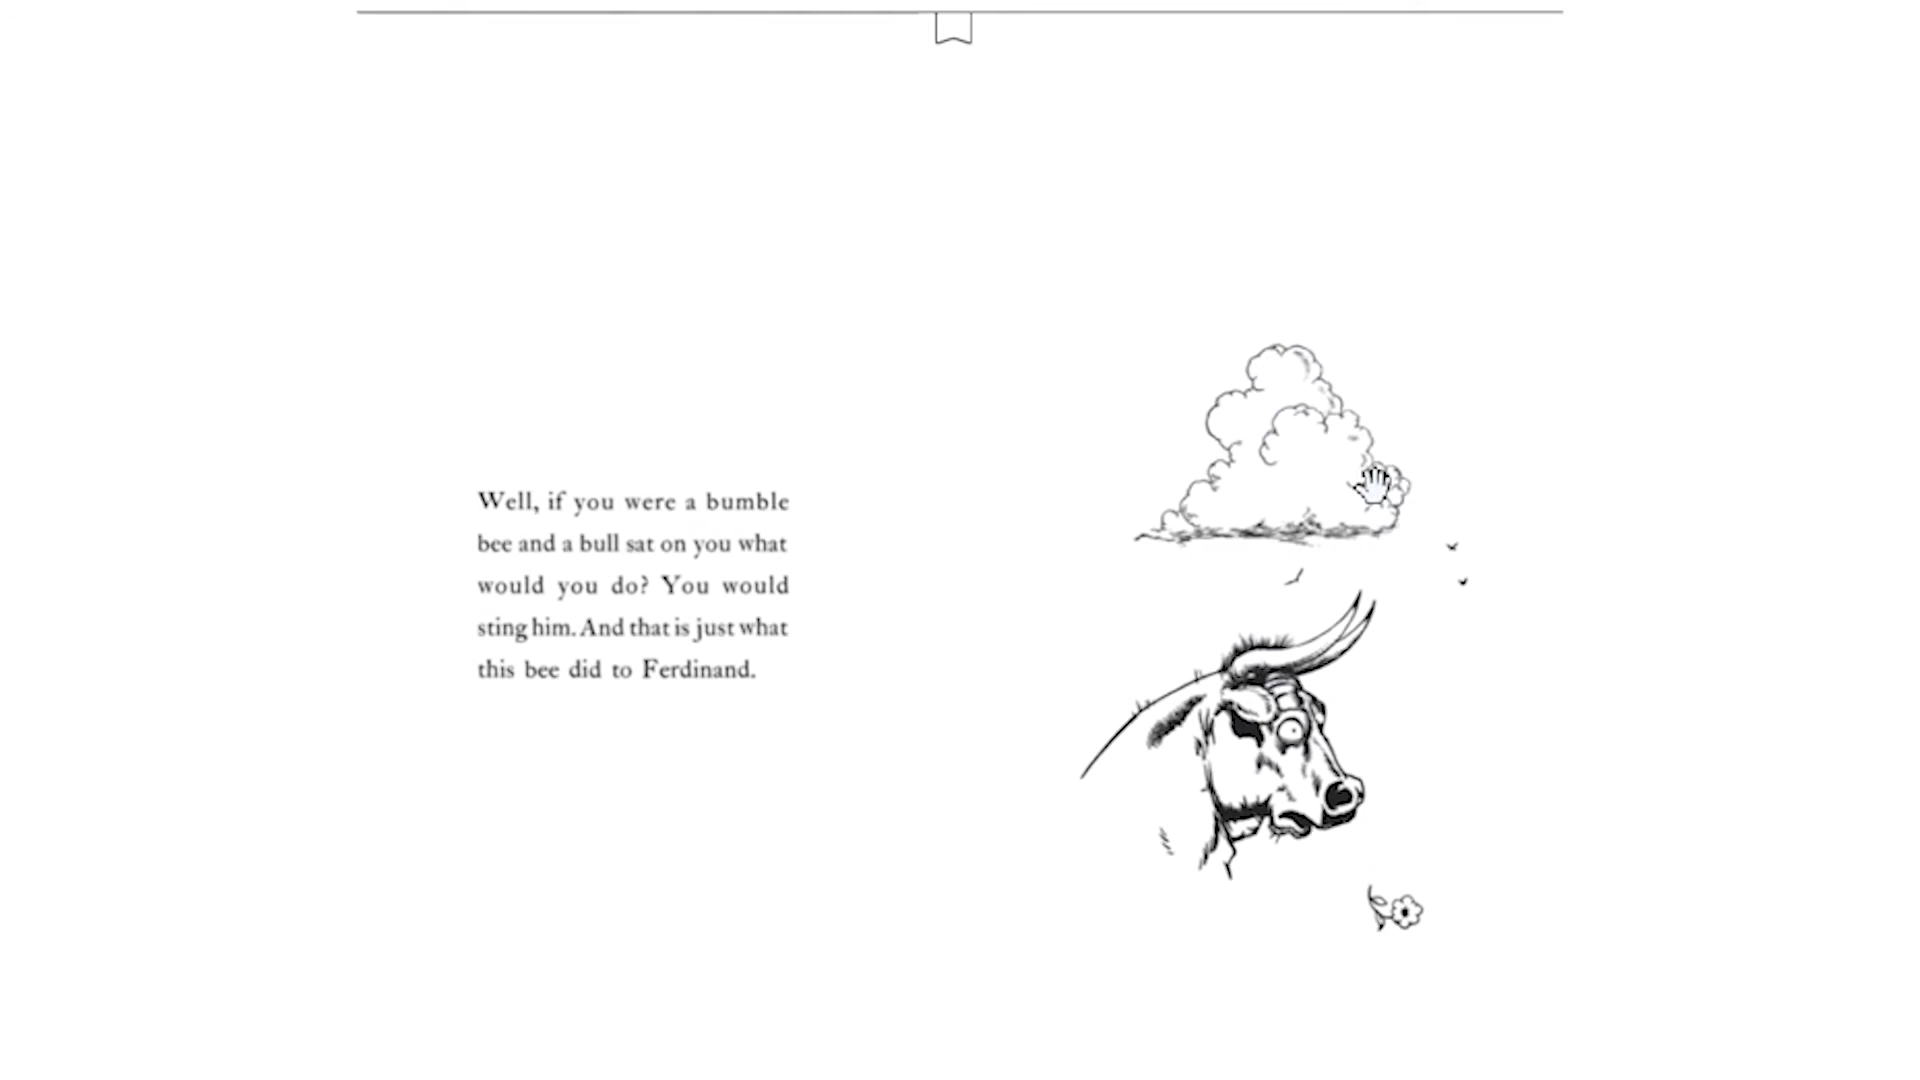 Well, if you were a bumble
bee and a bull sat on you what
would you do? You would
sting him. And that is just what
this bee did to Ferdinand.